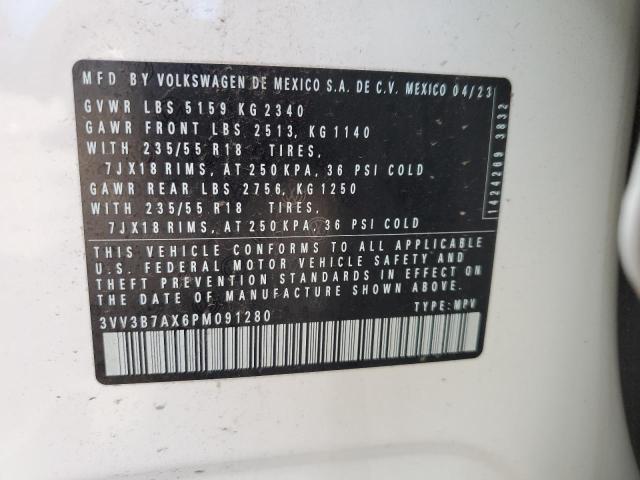 MFD BY VOLKSWAGEN DE MEXICO S.A. DE C.V. MEXICO 04/23
GVWR LBS 5159 KG 2340
GAWR FRONT LBS 2513, KG 1140
WITH 235/55 R18 TIRES,
7JX18 RIMS, AT 250 KPA, 36 PSI COLD
GAWR REAR LBS 2756, KG 1250
WITH 235/55 R18 TIRES,
7JX18 RIMS, AT 250 KPA, 36 PSI COLD
THIS VEHICLE CONFORMS TO ALL APPLICABLE
U.S. FEDERAL MOTOR VEHICLE SAFETY AND
THEFT PREVENTION STANDARDS IN EFFECT ON
THE DATE OF MANUFACTURE SHOWN ABOVE.
3VV3B7AX6PM091280 TYPE: MPV
1424269 3832